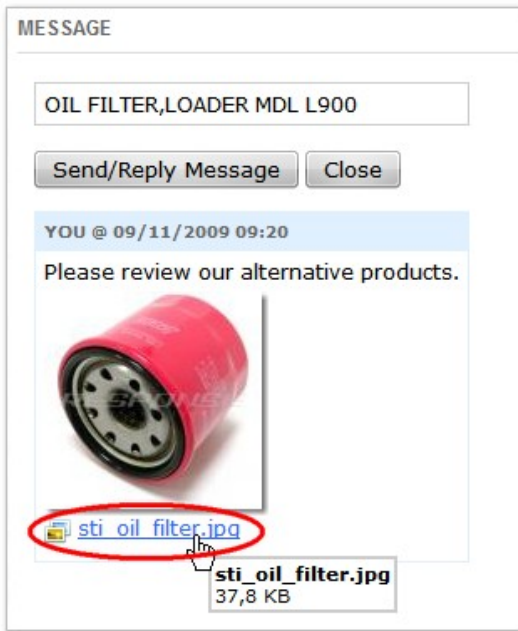 MESSAGE
OIL FILTER,LOADER MDL L900
Send/Reply Message Close
YOU @ 09/11/2009 09:20
Please review our alternative products.
sti_oil_filter.jpg
sti_oil_filter.jpg
37,8 KB